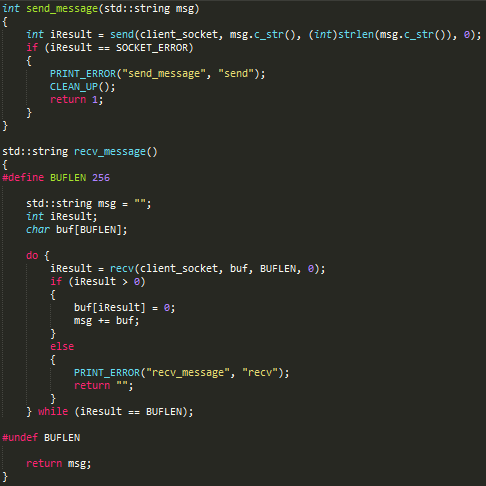 int send_message(std::string msg)
{
    int iResult = send(client_socket, msg.c_str(), (int)strlen(msg.c_str()), 0);
    if (iResult == SOCKET_ERROR)
    {
        PRINT_ERROR("send_message", "send");
        CLEAN_UP();
        return 1;
    }
}

std::string recv_message()
{
#define BUFLEN 256

    std::string msg = "";
    int iResult;
    char buf[BUFLEN];

    do {
        iResult = recv(client_socket, buf, BUFLEN, 0);
        if (iResult > 0)
        {
            buf[iResult] = 0;
            msg += buf;
        }
        else
        {
            PRINT_ERROR("recv_message", "recv");
            return "";
        }
    } while (iResult == BUFLEN);

#undef BUFLEN

    return msg;
}